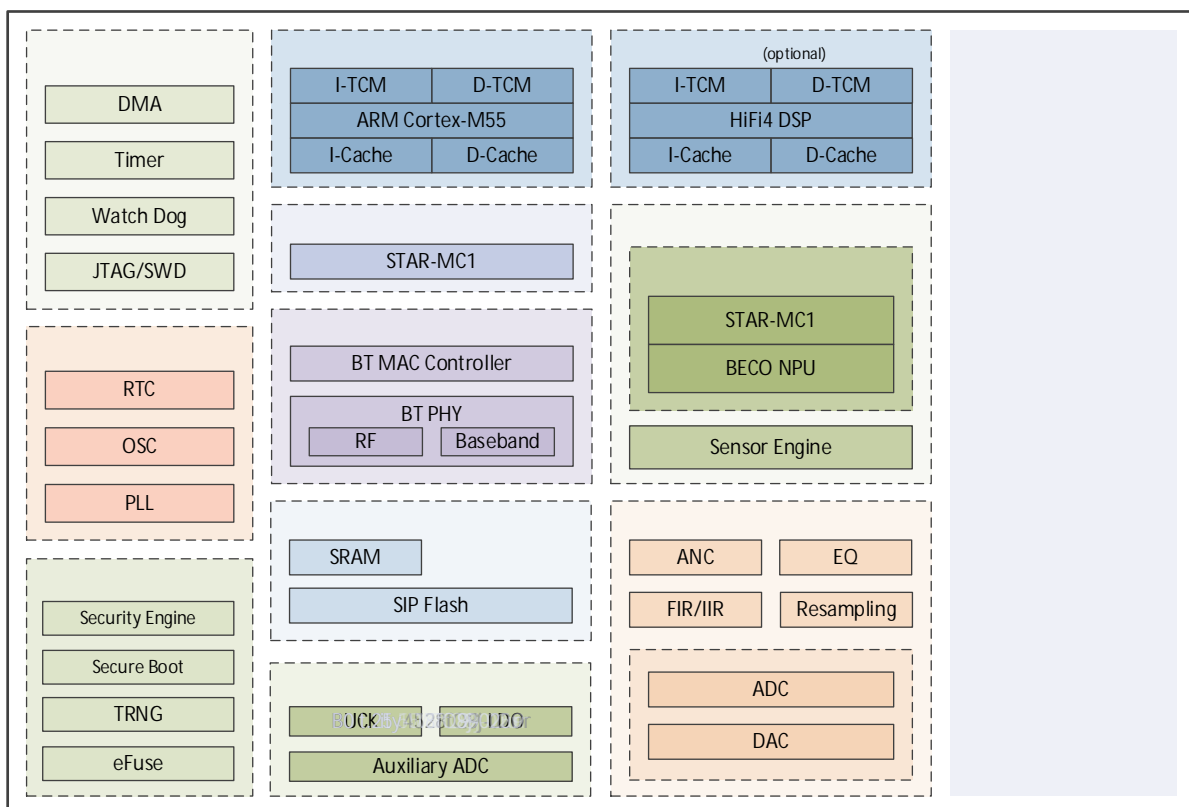 DMA
Timer
Watch Dog
JTAG/SWD
RTC
OSC
PLL
Security Engine
Secure Boot
TRNG
eFuse
I-TCM D-TCM
ARM Cortex-M55
I-Cache D-Cache
STAR-MC1
BT MAC Controller
BT PHY
RF Baseband
SRAM
SIP Flash
LDO
Auxiliary ADC
(optional)
I-TCM D-TCM
HiFi4 DSP
I-Cache D-Cache
STAR-MC1
BECO NPU
Sensor Engine
ANC EQ
FIR/IIR Resampling
ADC
DAC